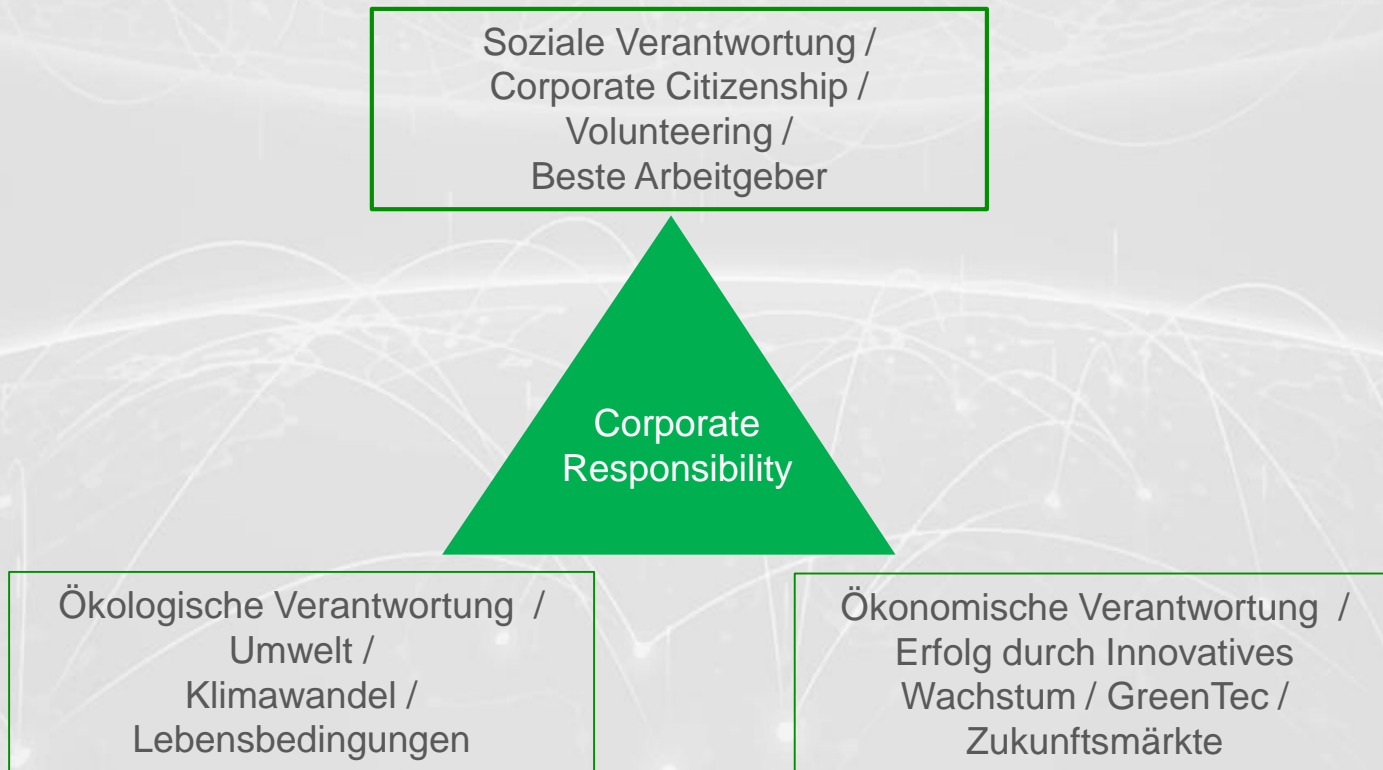 Soziale Verantwortung /
Corporate Citizenship /
Volunteering /
Beste Arbeitgeber
Corporate
Responsibility
Ökologische Verantwortung /
Umwelt /
Klimawandel /
Lebensbedingungen
Ökonomische Verantwortung /
Erfolg durch Innovatives
Wachstum / GreenTec /
Zukunftsmärkte